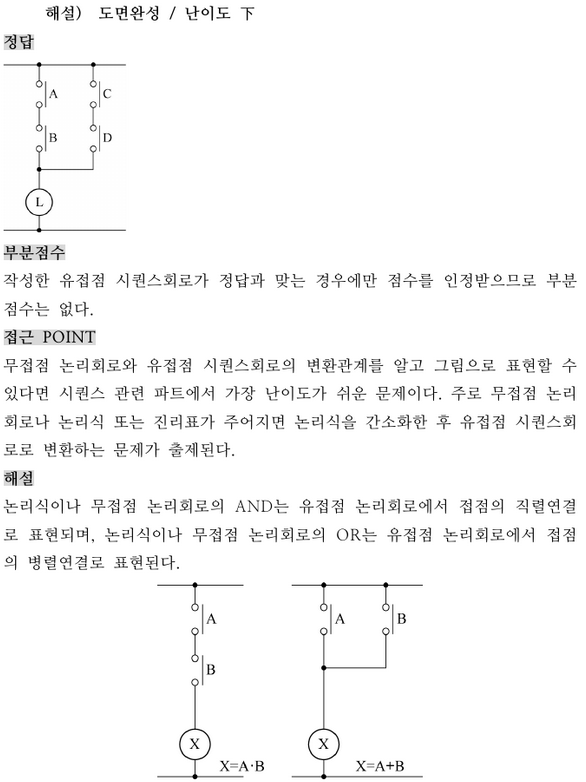 해설) 도면완성 / 난이도 下
정답
A
C
B
D
L
부분점수
작성한 유접점 시퀀스회로가 정답과 맞는 경우에만 점수를 인정받으므로 부분
점수는 없다.
접근 POINT
무접점 논리회로와 유접점 시퀀스회로의 변환관계를 알고 그림으로 표현할 수
있다면 시퀀스 관련 파트에서 가장 난이도가 쉬운 문제이다. 주로 무접점 논리
회로나 논리식 또는 진리표가 주어지면 논리식을 간소화한 후 유접점 시퀀스회
로로 변환하는 문제가 출제된다.
해설
논리식이나 무접점 논리회로의 AND는 유접점 논리회로에서 접점의 직렬연결
로 표현되며, 논리식이나 무접점 논리회로의 OR는 유접점 논리회로에서 접점
의 병렬연결로 표현된다.
A
B
X
X=A·B
A
B
X
X=A+B